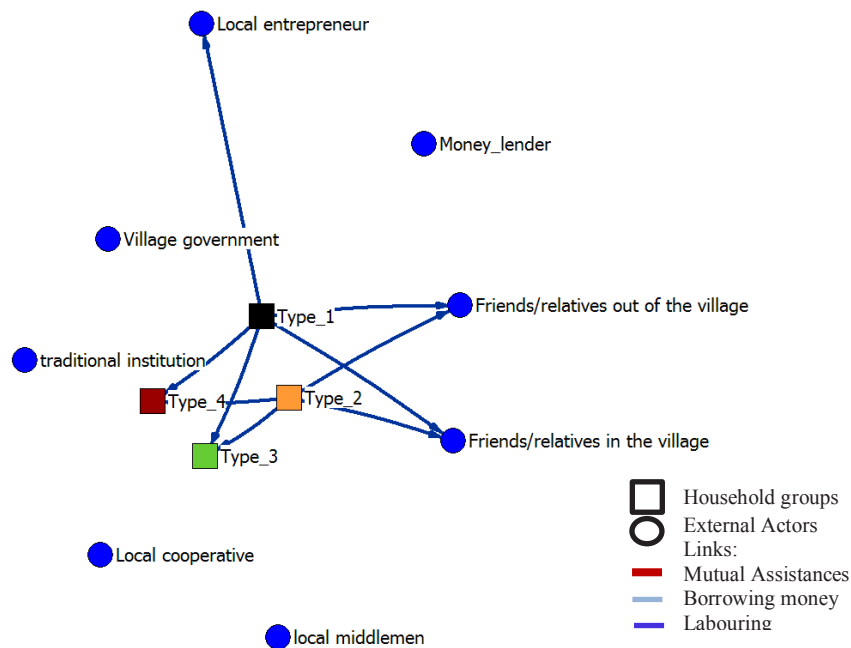 Local entrepreneur
Money_lender
Village government
Friends/relatives out of the village
Type_1
traditional institution
Type_4
Type_2
Friends/relatives in the village
Type_3
Household groups
External Actors
Links:
Local cooperative
Mutual Assistances
Borrowing money
Labouring
local middlemen